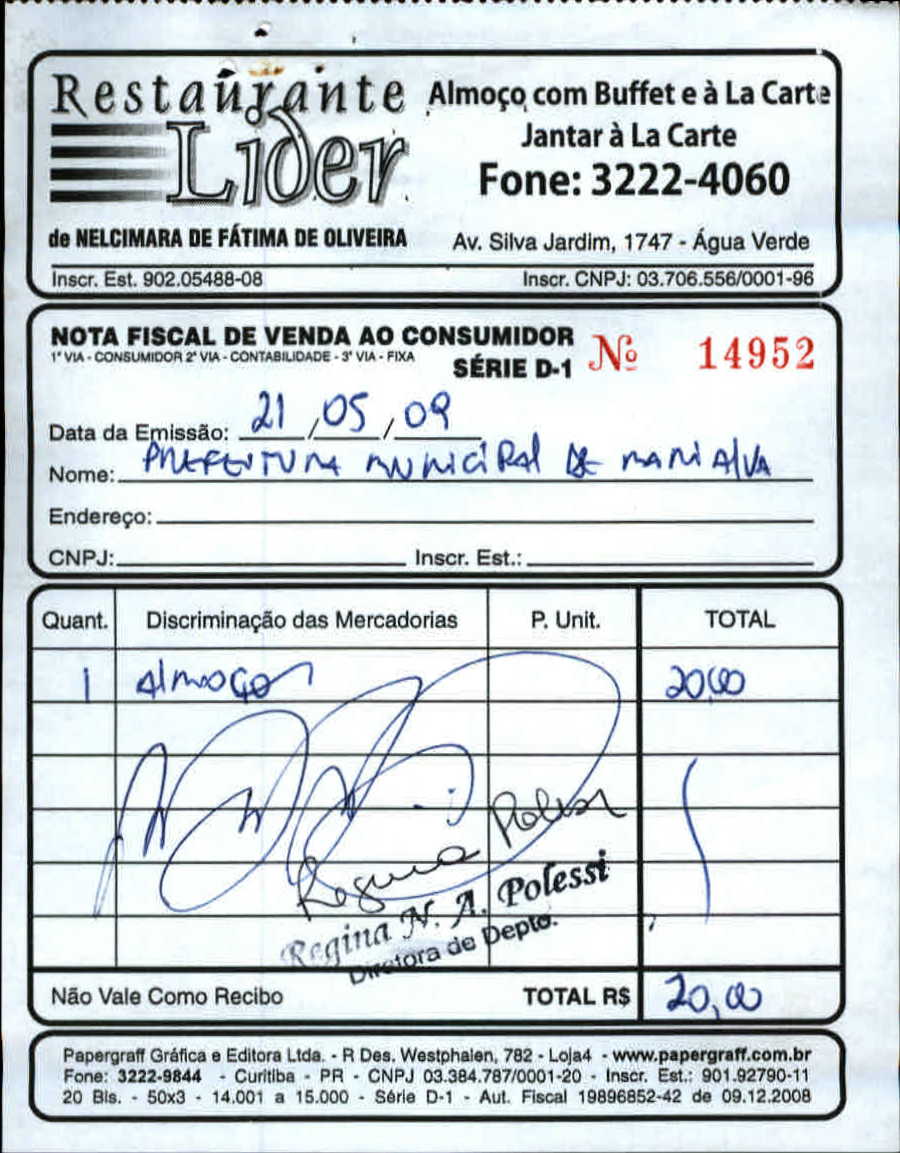 Restaurante
Líder
Almoço com Buffet e à La Carte
Jantar à La Carte
Fone: 3222-4060
de NELCIMARA DE FÁTIMA DE OLIVEIRA
Av. Silva Jardim, 1747 - Água Verde
Inscr. Est. 902.05488-08
Inscr. CNPJ: 03.706.556/0001-96
NOTA FISCAL DE VENDA AO CONSUMIDOR
1ª VIA - CONSUMIDOR 2ª VIA - CONTABILIDADE - 3ª VIA - FIXA
SÉRIE D-1 Nº 14952
Data da Emissão: 21/05/09
Nome: PREFEITURA MUNICIPAL DE MARIALVA
Endereço:
CNPJ: Inscr. Est.:
Quant. Discriminação das Mercadorias P. Unit. TOTAL
1 Almoços 20,00
Regina Polessi
Regina N. A. Polessi
Diretora de Depto.
Não Vale Como Recibo TOTAL R$ 20,00
Papergraff Gráfica e Editora Ltda. - R Des. Westphalen, 782 - Loja4 - www.papergraff.com.br
Fone: 3222-9844 - Curitiba - PR - CNPJ 03.384.787/0001-20 - Inscr. Est.: 901.92790-11
20 Bls. - 50x3 - 14.001 a 15.000 - Série D-1 - Aut. Fiscal 19896852-42 de 09.12.2008